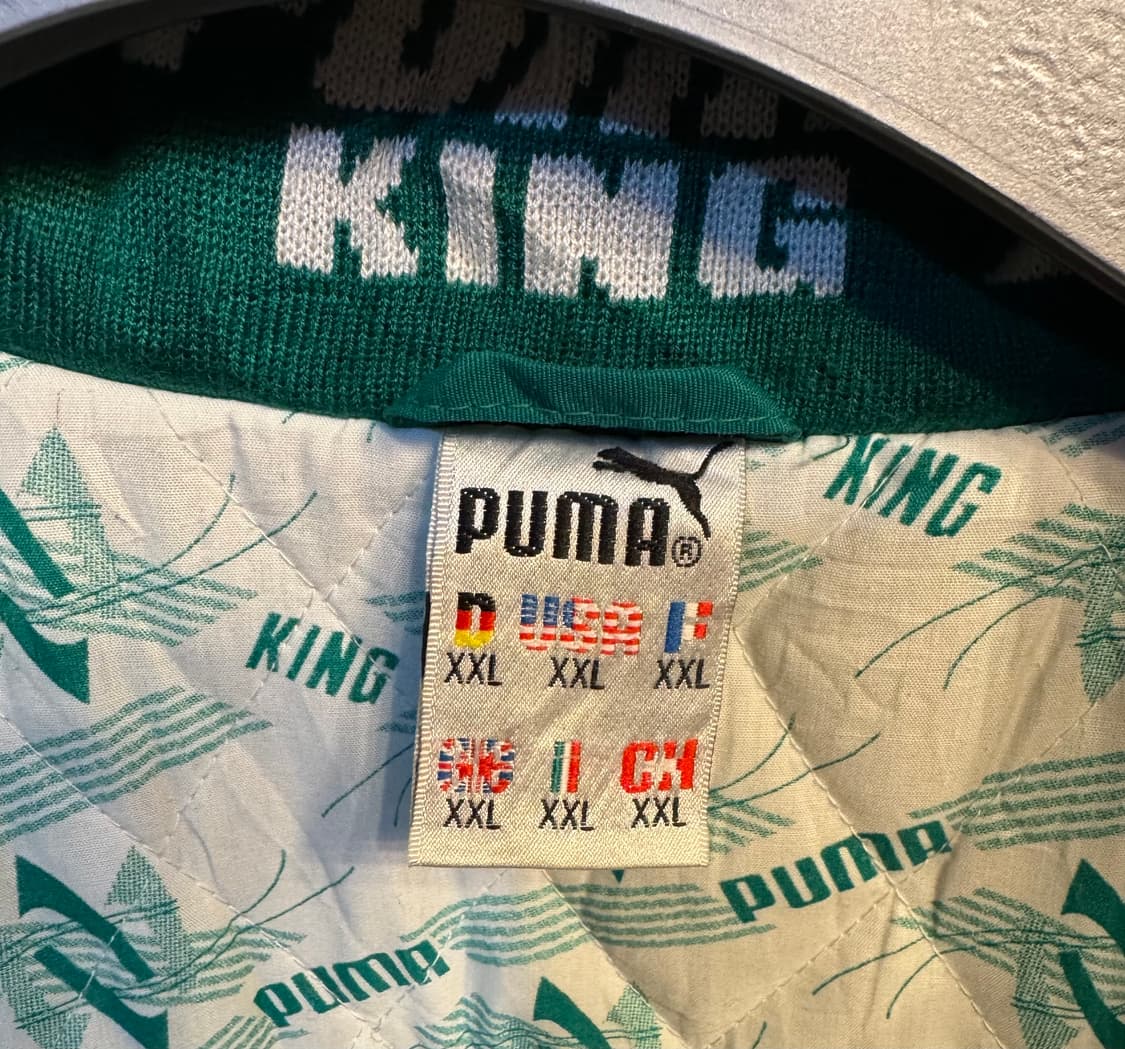 KING
PUMA®
D USA F
XXL XXL XXL
GB I CH
XXL XXL XXL
KING
KING
PUMA
PUMA